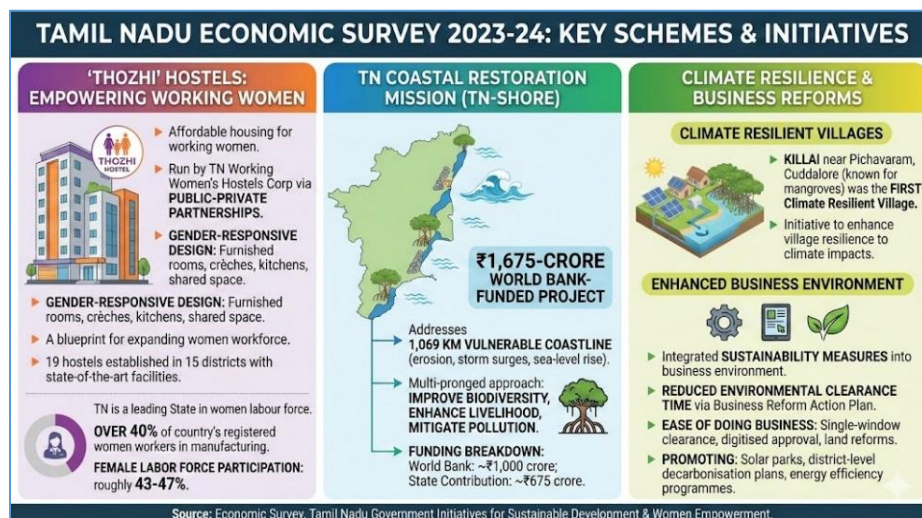 TAMIL NADU ECONOMIC SURVEY 2023-24: KEY SCHEMES & INITIATIVES
‘THOZHI’ HOSTELS:
EMPOWERING WORKING WOMEN
THOZHI
HOSTEL
Affordable housing for
working women.
Run by TN Working
Women's Hostels Corp via
PUBLIC-PRIVATE
PARTNERSHIPS.
GENDER-RESPONSIVE
DESIGN: Furnished
rooms, crèches, kitchens,
shared space.
GENDER-RESPONSIVE DESIGN: Furnished
rooms, crèches, kitchens, shared space.
A blueprint for expanding women workforce.
19 hostels established in 15 districts with
state-of-the-art facilities.
TN is a leading State in women labour force.
OVER 40% of country's registered
women workers in manufacturing.
FEMALE LABOR FORCE PARTICIPATION:
roughly 43-47%.
TN COASTAL RESTORATION
MISSION (TN-SHORE)
₹1,675-CRORE
WORLD BANK-
FUNDED PROJECT
Addresses
1,069 KM VULNERABLE COASTLINE
(erosion, storm surges, sea-level rise).
Multi-pronged approach:
IMPROVE BIODIVERSITY,
ENHANCE LIVELIHOOD,
MITIGATE POLLUTION.
FUNDING BREAKDOWN:
World Bank: ~₹1,000 crore;
State Contribution: ~₹675 crore.
CLIMATE RESILIENCE &
BUSINESS REFORMS
CLIMATE RESILIENT VILLAGES
KILLAI near Pichavaram,
Cuddalore (known for
mangroves) was the FIRST
Climate Resilient Village.
Initiative to enhance
village resilience to
climate impacts.
ENHANCED BUSINESS ENVIRONMENT
Integrated SUSTAINABILITY MEASURES into
business environment.
REDUCED ENVIRONMENTAL CLEARANCE
TIME via Business Reform Action Plan.
EASE OF DOING BUSINESS: Single-window
clearance, digitised approval, land reforms.
PROMOTING: Solar parks, district-level
decarbonisation plans, energy efficiency
programmes.
Source: Economic Survey, Tamil Nadu Government Initiatives for Sustainable Development & Women Empowerment.